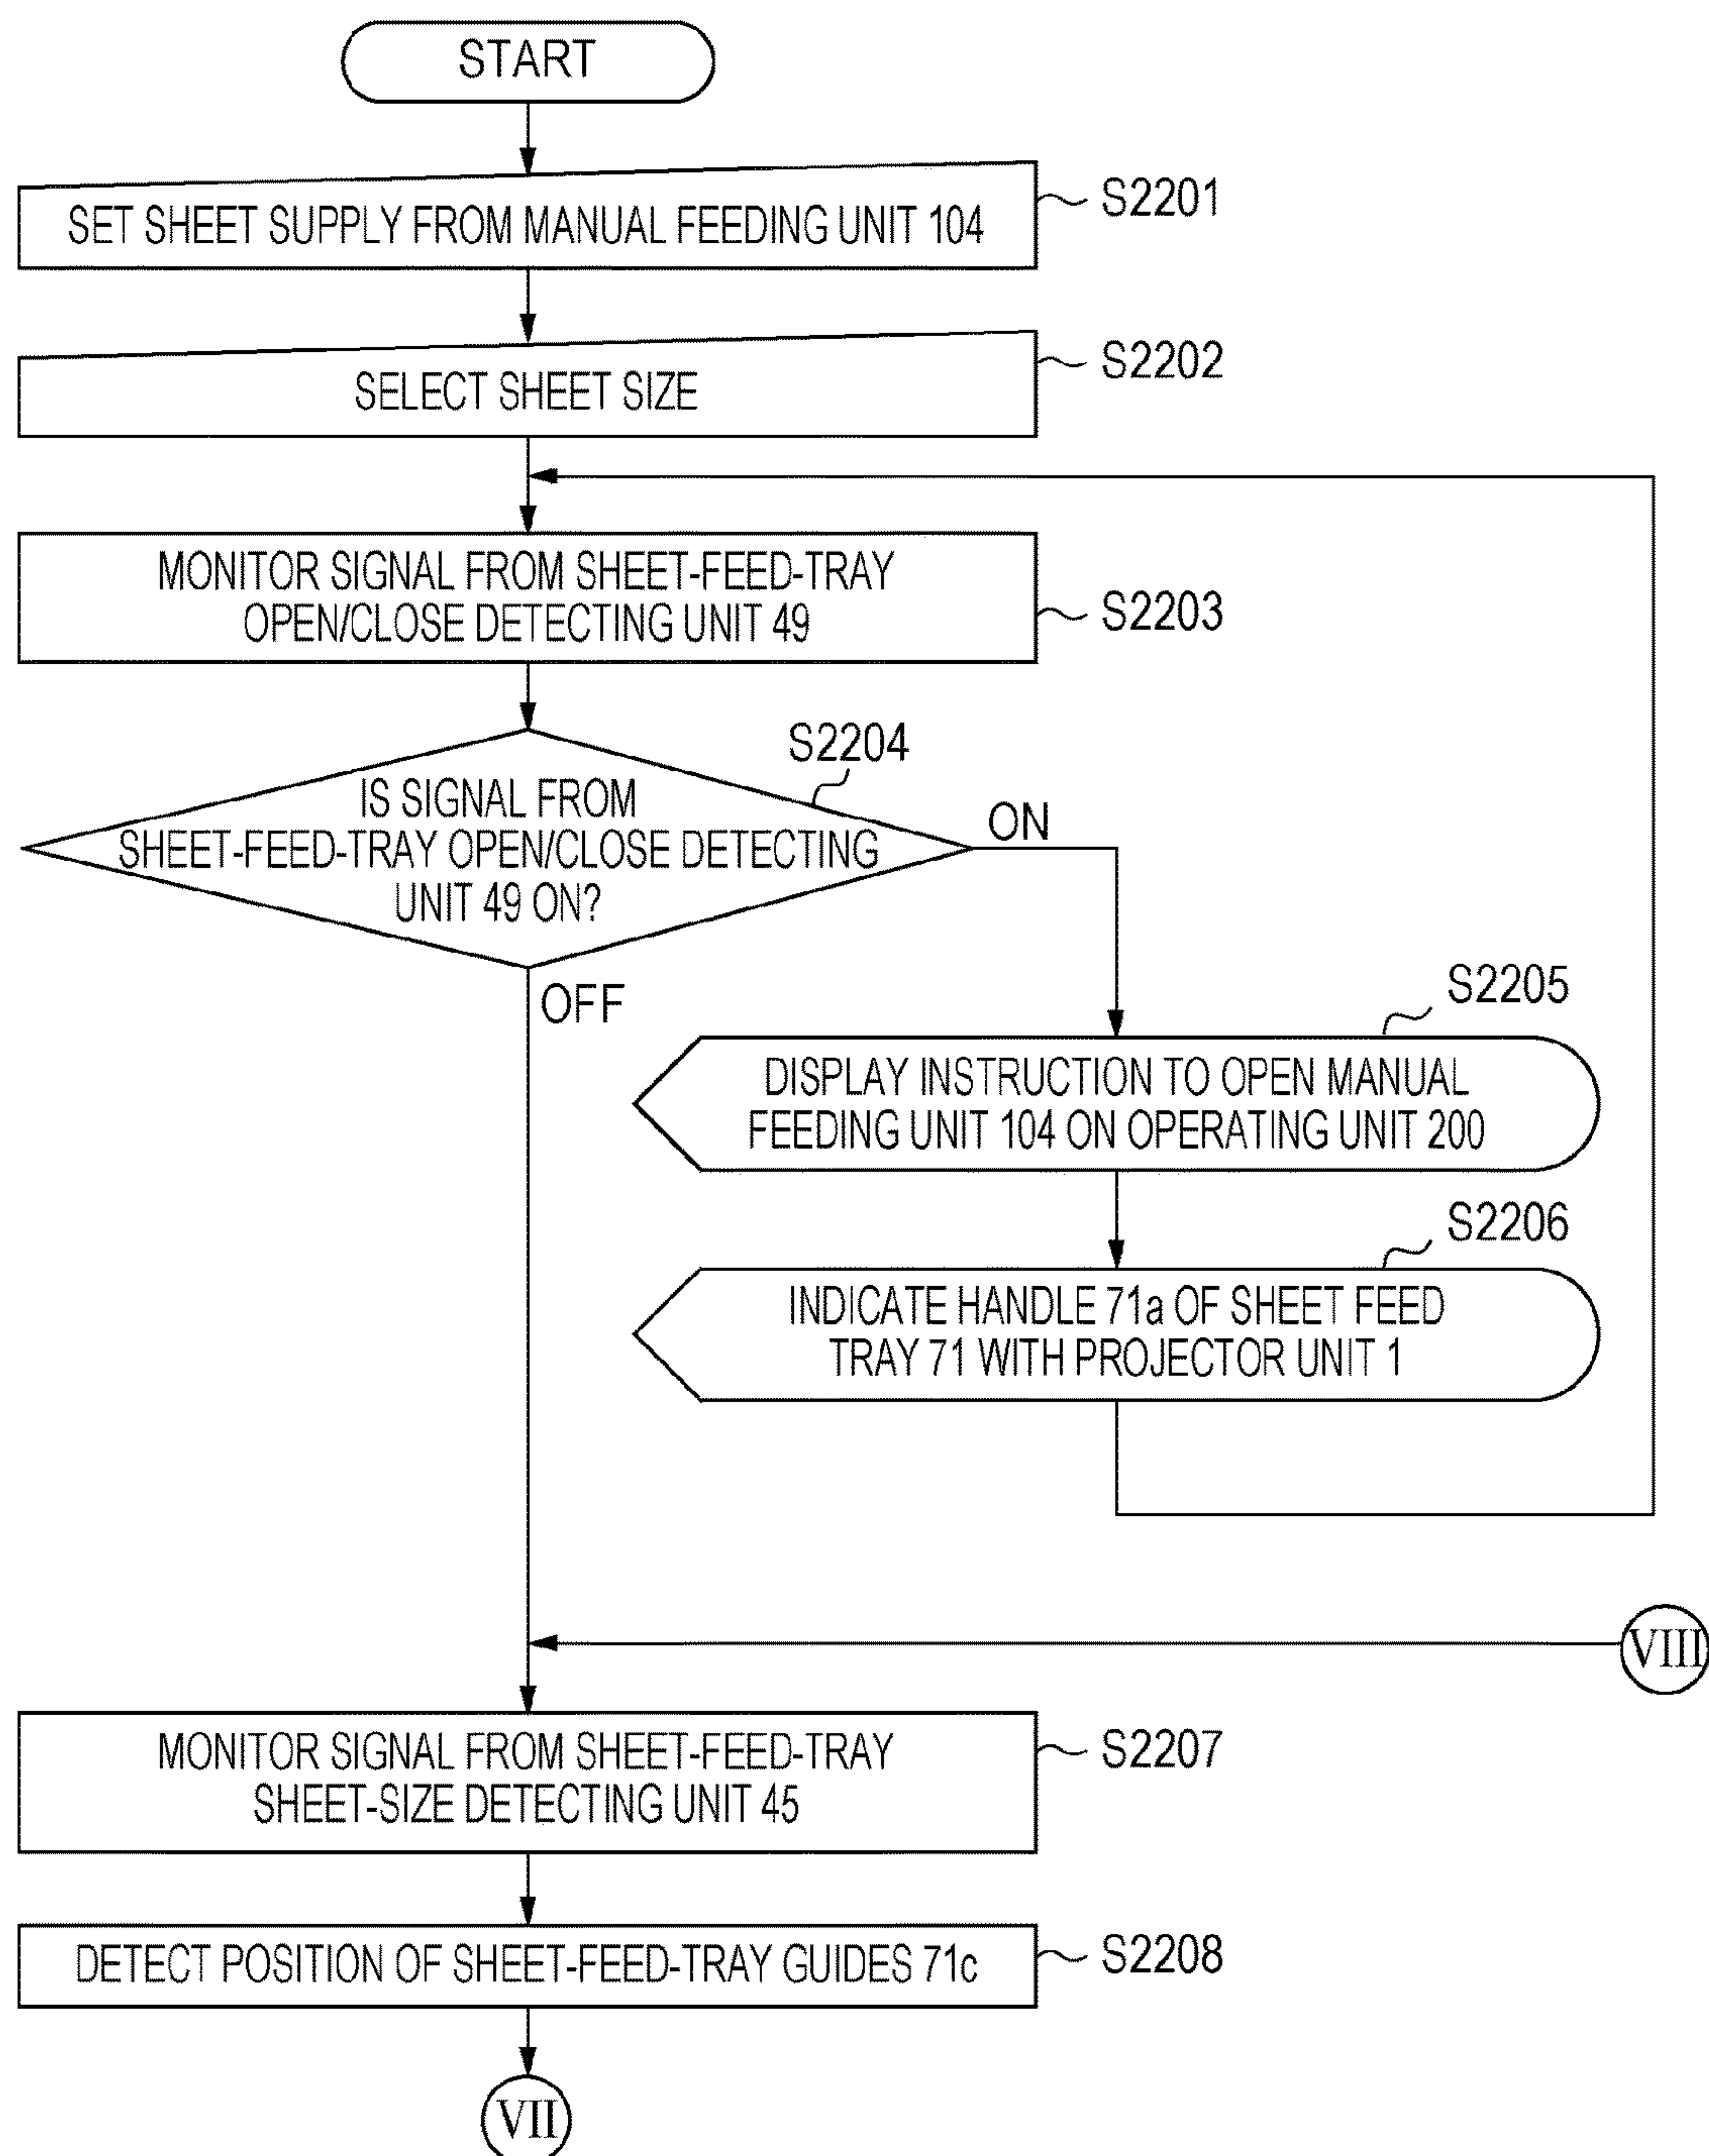 START
SET SHEET SUPPLY FROM MANUAL FEEDING UNIT 104
S2201
SELECT SHEET SIZE
S2202
MONITOR SIGNAL FROM SHEET-FEED-TRAY
OPEN/CLOSE DETECTING UNIT 49
S2203
S2204
IS SIGNAL FROM
SHEET-FEED-TRAY OPEN/CLOSE DETECTING
UNIT 49 ON?
ON
OFF
S2205
DISPLAY INSTRUCTION TO OPEN MANUAL
FEEDING UNIT 104 ON OPERATING UNIT 200
S2206
INDICATE HANDLE 71a OF SHEET FEED
TRAY 71 WITH PROJECTOR UNIT 1
VIII
MONITOR SIGNAL FROM SHEET-FEED-TRAY
SHEET-SIZE DETECTING UNIT 45
S2207
DETECT POSITION OF SHEET-FEED-TRAY GUIDES 71c
S2208
VII